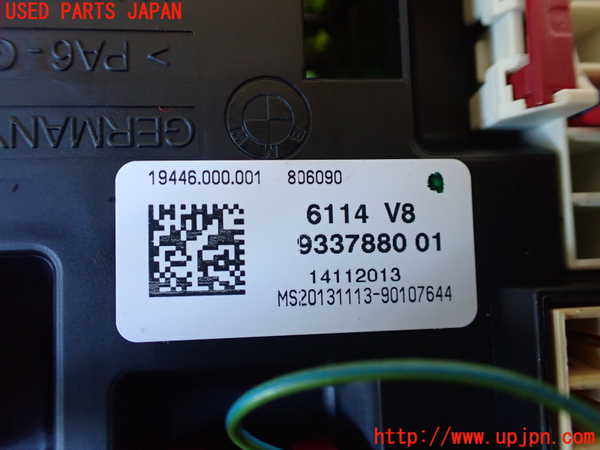 USED PARTS JAPAN
> PA6-G
GERMANY
19446.000.001 806090
6114 V8
9337880 01
14112013
MS20131113-90107644
http://www.upjpn.com/